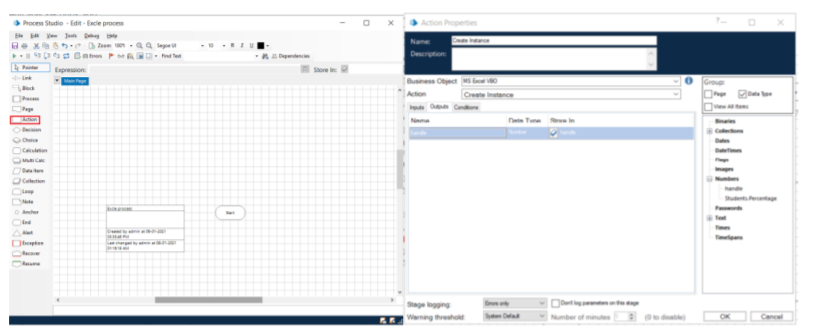 Process Studio - Edit - Excle process
File Edit View Tools Debug Help
Zoom 100% Segoe UI 10 B I U
Errors Find Text Dependencies
Pointer
Link
Block
Process
Page
Action
Decision
Choice
Calculation
Multi Calc
Data Item
Collection
Loop
Note
Anchor
End
Alert
Exception
Recover
Resume
Expression: Store In:
Main Page
Excle process
Created by admin at 06-01-2021
Last changed by admin at 06-01-2021
Start
Action Properties
Name: Create Instance
Description:
Business Object MS Excel VBO
Action Create Instance
Inputs Outputs Conditions
Name Data Type Store In
handle Number handle
Group:
Page Data Type
View All Items
Binaries
Collections
Dates
DateTimes
Flags
Images
Numbers
handle
Students.Percentage
Passwords
Text
Times
TimeSpans
Stage logging: Errors only Don't log parameters on this stage
Warning threshold: System Default Number of minutes (0 to disable)
OK Cancel